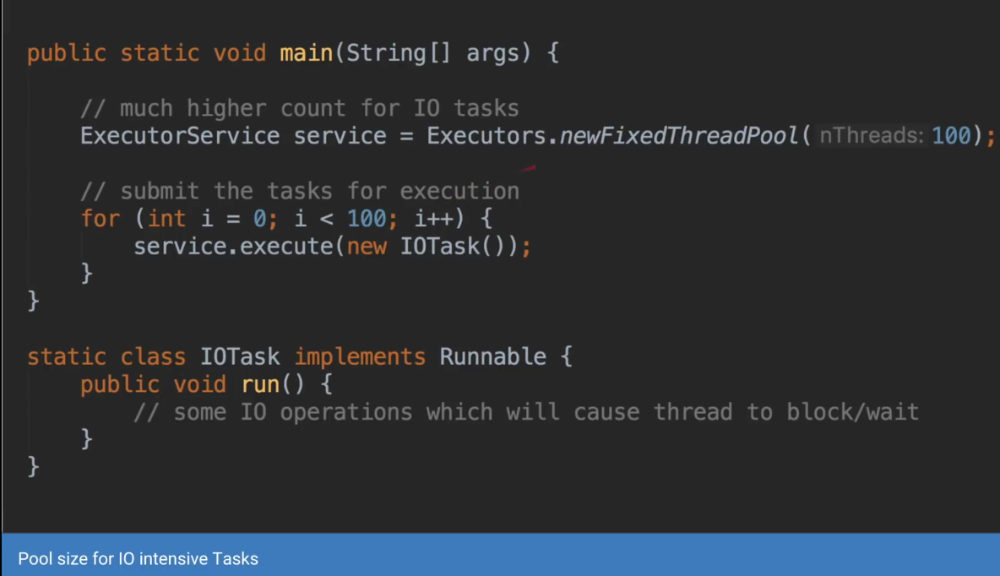 public static void main(String[] args) {
// much higher count for IO tasks
ExecutorService service = Executors.newFixedThreadPool( nThreads: 100);
// submit the tasks for execution
for (int i = 0; i < 100; i++) {
service.execute(new IOTask());
}
}
static class IOTask implements Runnable {
public void run() {
// some IO operations which will cause thread to block/wait
}
}
Pool size for IO intensive Tasks